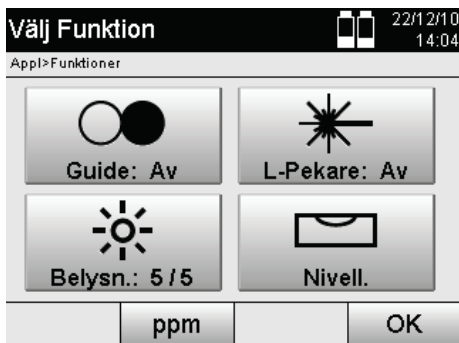 Välj Funktion
22/12/10
14:04
Appl>Funktioner
Guide: Av
L-Pekare: Av
Belysn.: 5/5
Nivell.
ppm
OK